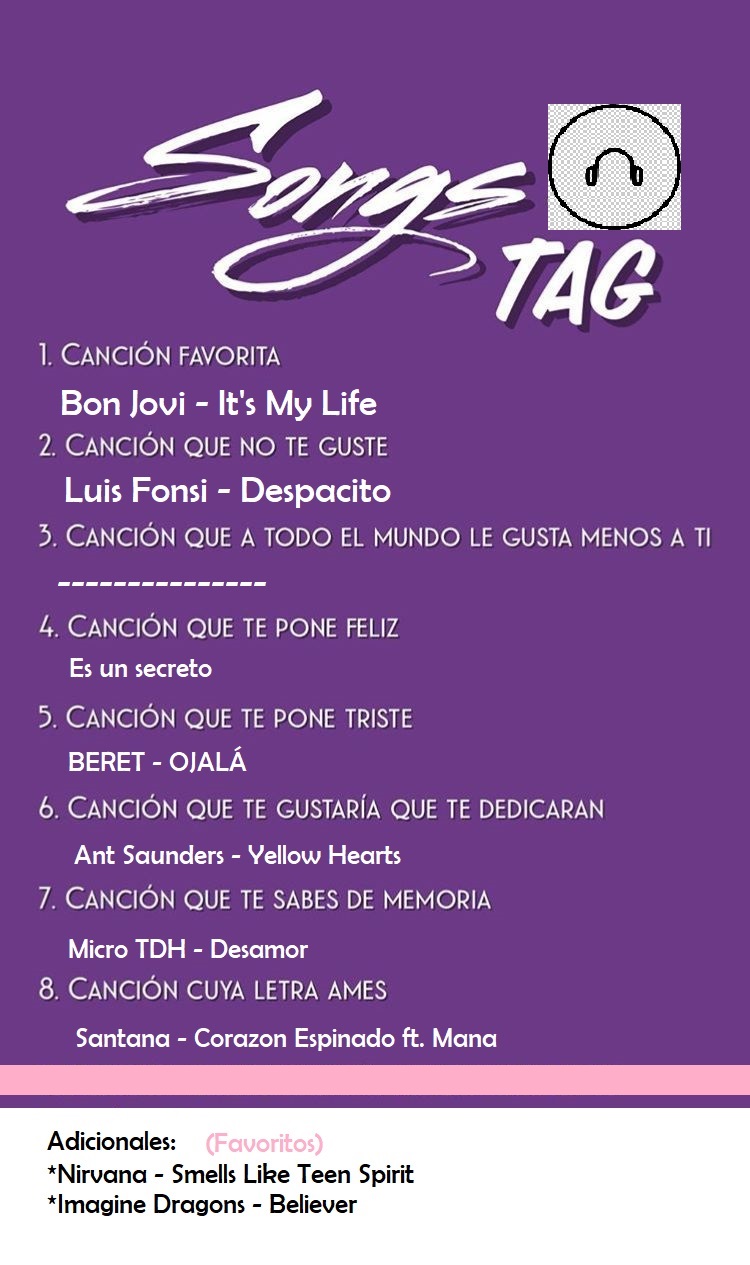 Songs
TAG
1. CANCIÓN FAVORITA
Bon Jovi - It's My Life
2. CANCIÓN QUE NO TE GUSTE
Luis Fonsi - Despacito
3. CANCIÓN QUE A TODO EL MUNDO LE GUSTA MENOS A TI
---------------
4. CANCIÓN QUE TE PONE FELIZ
Es un secreto
5. CANCIÓN QUE TE PONE TRISTE
BERET - OJALÁ
6. CANCIÓN QUE TE GUSTARÍA QUE TE DEDICARAN
Ant Saunders - Yellow Hearts
7. CANCIÓN QUE TE SABES DE MEMORIA
Micro TDH - Desamor
8. CANCIÓN CUYA LETRA AMES
Santana - Corazon Espinado ft. Mana
Adicionales: (Favoritos)
*Nirvana - Smells Like Teen Spirit
*Imagine Dragons - Believer